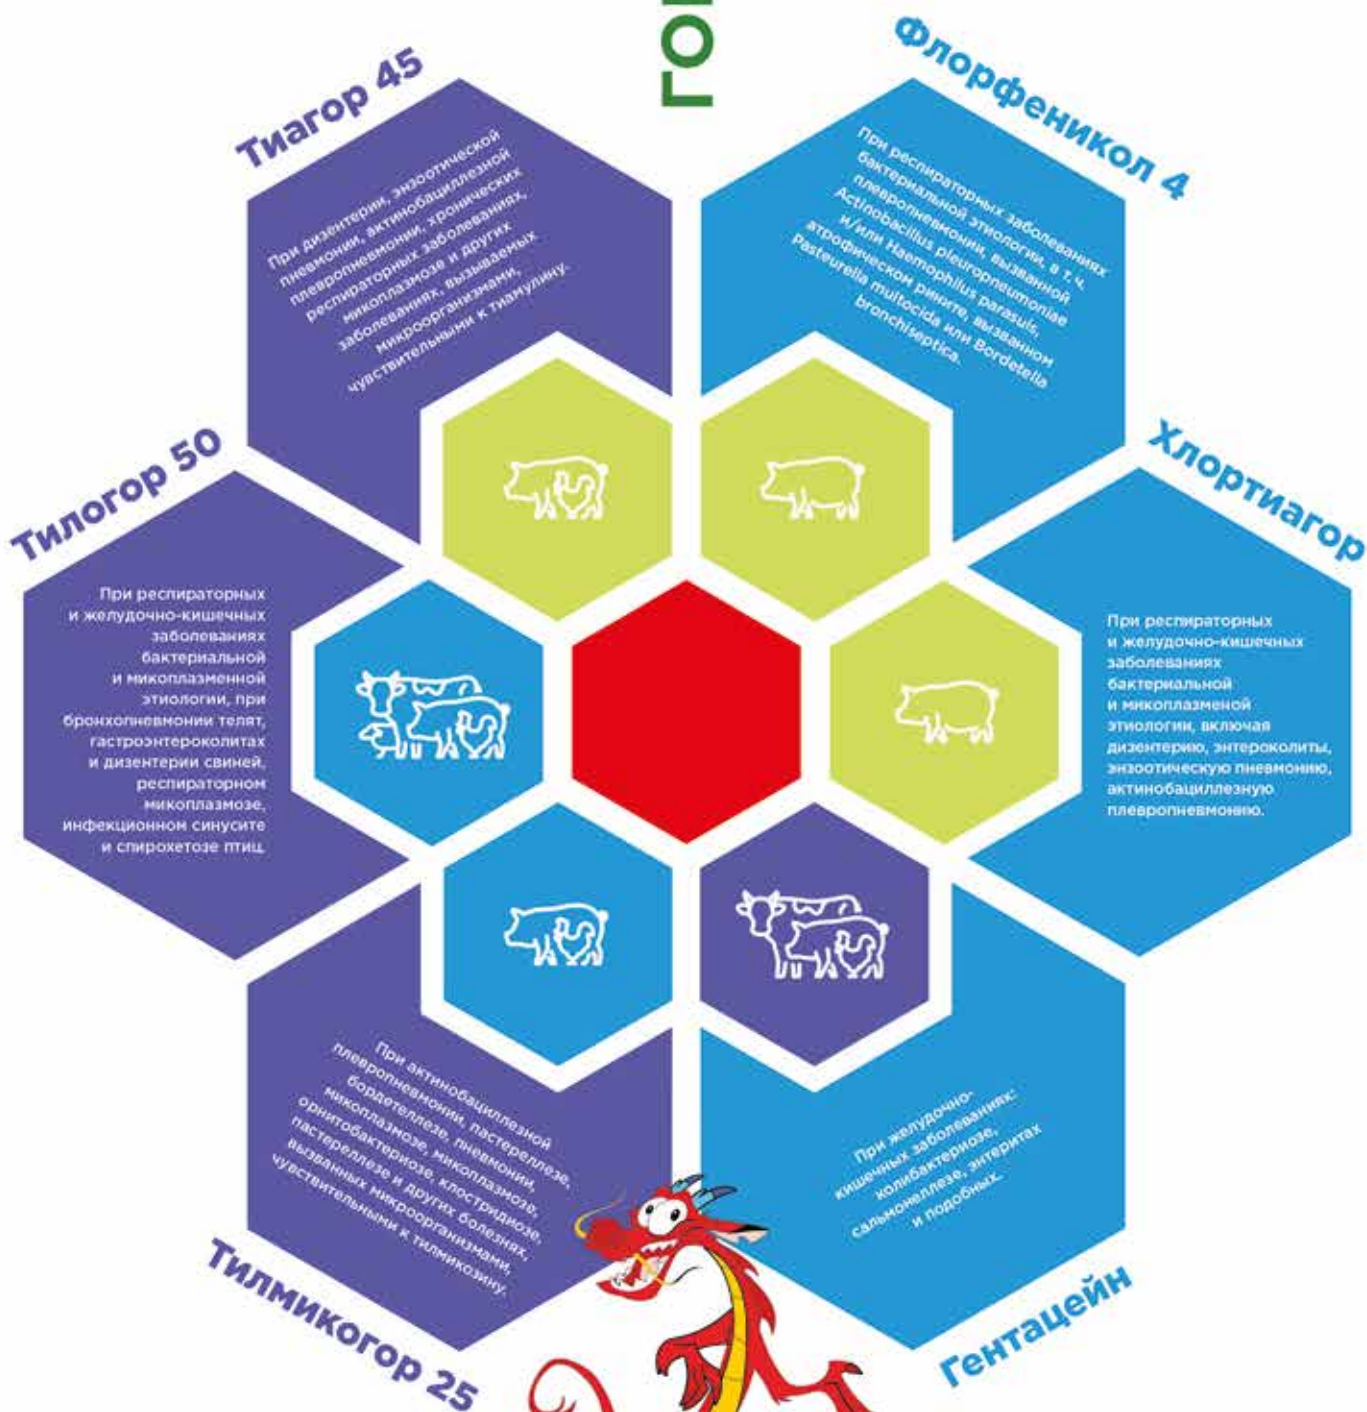 ГО
Тиагор 45
При дизентерии, энзоотической
пневмонии, актинобациллезной
плевропневмонии, хронических
респираторных заболеваниях,
микоплазмозе и других
заболеваниях, вызываемых
микроорганизмами,
чувствительными к тиамулину.
Флорфеникол 4
При респираторных заболеваниях
бактериальной этиологии, в т. ч.
плевропневмонии, вызванной
Actinobacillus pleuropneumoniae
и/или Haemophilus parasuis,
атрофическом рините, вызванном
Pasteurella multocida или Bordetella
bronchiseptica.
Тилогор 50
При респираторных
и желудочно-кишечных
заболеваниях
бактериальной
и микоплазменной
этиологии, при
бронхопневмонии телят,
гастроэнтероколитах
и дизентерии свиней,
респираторном
микоплазмозе,
инфекционном синусите
и спирохетозе птиц.
Хлортиагор
При респираторных
и желудочно-кишечных
заболеваниях
бактериальной
и микоплазменой
этиологии, включая
дизентерию, энтероколиты,
энзоотическую пневмонию,
актинобациллезную
плевропневмонию.
При актинобациллезной
плевропневмонии, пастереллезе,
бордетеллезе, пневмонии,
микоплазмозе, микоплазмозе,
орнитобактериозе, клостридиозе,
пастереллезе и других болезнях,
вызванных микроорганизмами,
чувствительными к тилмикозину.
Тилмикогор 25
При желудочно-
кишечных заболеваниях:
колибактериозе,
сальмонеллезе, энтеритах
и подобных.
Гентацейн